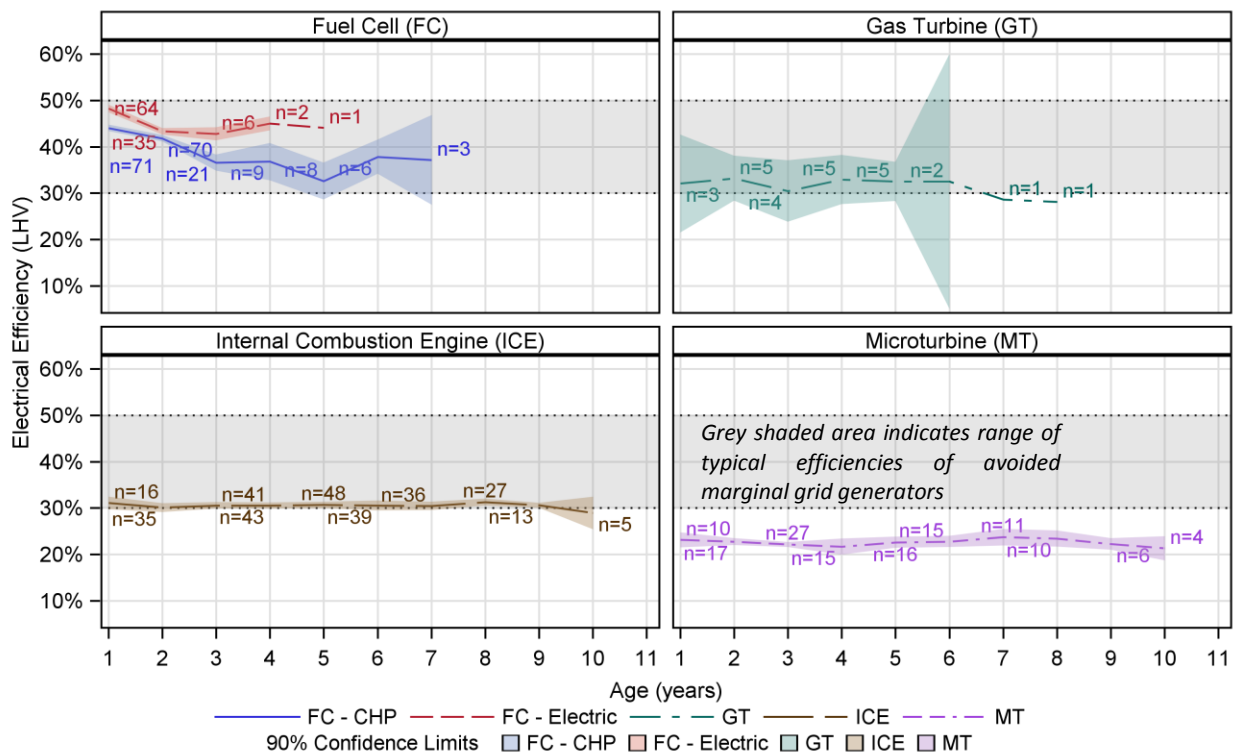 Fuel Cell (FC)
Gas Turbine (GT)
Electrical Efficiency (LHV)
60%
50%
40%
30%
20%
10%
n=64
n=35
n=71
n=70
n=21
n=6
n=9
n=2
n=8
n=1
n=6
n=3
n=3
n=5
n=4
n=5
n=5
n=2
n=1
n=1
Internal Combustion Engine (ICE)
Microturbine (MT)
60%
50%
40%
30%
20%
10%
n=16
n=35
n=41
n=43
n=48
n=39
n=36
n=27
n=13
n=5
Grey shaded area indicates range of
typical efficiencies of avoided
marginal grid generators
n=10
n=17
n=27
n=15
n=15
n=16
n=11
n=10
n=6
n=4
1 2 3 4 5 6 7 8 9 10 11
1 2 3 4 5 6 7 8 9 10 11
Age (years)
FC - CHP FC - Electric GT ICE MT
90% Confidence Limits FC - CHP FC - Electric GT ICE MT